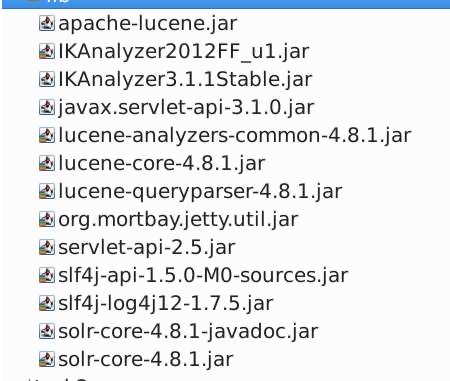 apache-lucene.jar
IKAnalyzer2012FF_u1.jar
IKAnalyzer3.1.1Stable.jar
javax.servlet-api-3.1.0.jar
lucene-analyzers-common-4.8.1.jar
lucene-core-4.8.1.jar
lucene-queryparser-4.8.1.jar
org.mortbay.jetty.util.jar
servlet-api-2.5.jar
slf4j-api-1.5.0-M0-sources.jar
slf4j-log4j12-1.7.5.jar
solr-core-4.8.1-javadoc.jar
solr-core-4.8.1.jar